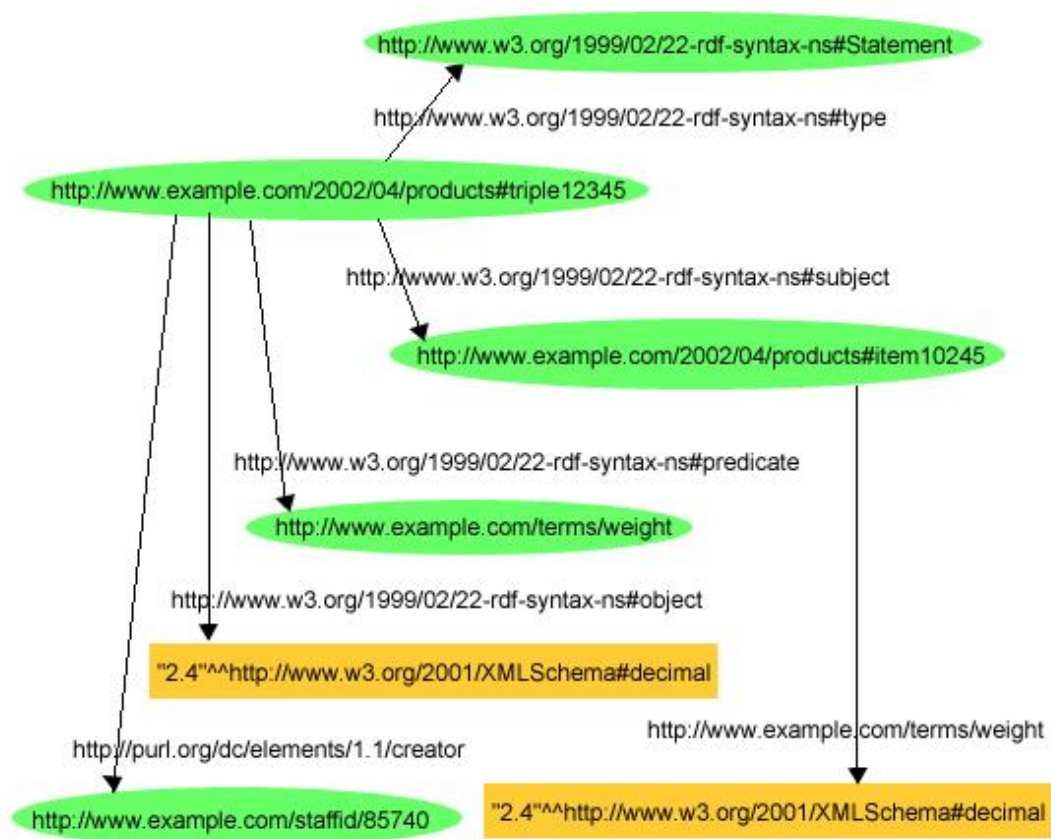 http://www.w3.org/1999/02/22-rdf-syntax-ns#Statement
http://www.w3.org/1999/02/22-rdf-syntax-ns#type
http://www.example.com/2002/04/products#triple12345
http://www.w3.org/1999/02/22-rdf-syntax-ns#subject
http://www.example.com/2002/04/products#item10245
http://www.w3.org/1999/02/22-rdf-syntax-ns#predicate
http://www.example.com/terms/weight
http://www.w3.org/1999/02/22-rdf-syntax-ns#object
"2.4"^^http://www.w3.org/2001/XMLSchema#decimal
http://www.example.com/terms/weight
http://purl.org/dc/elements/1.1/creator
"2.4"^^http://www.w3.org/2001/XMLSchema#decimal
http://www.example.com/staffid/85740